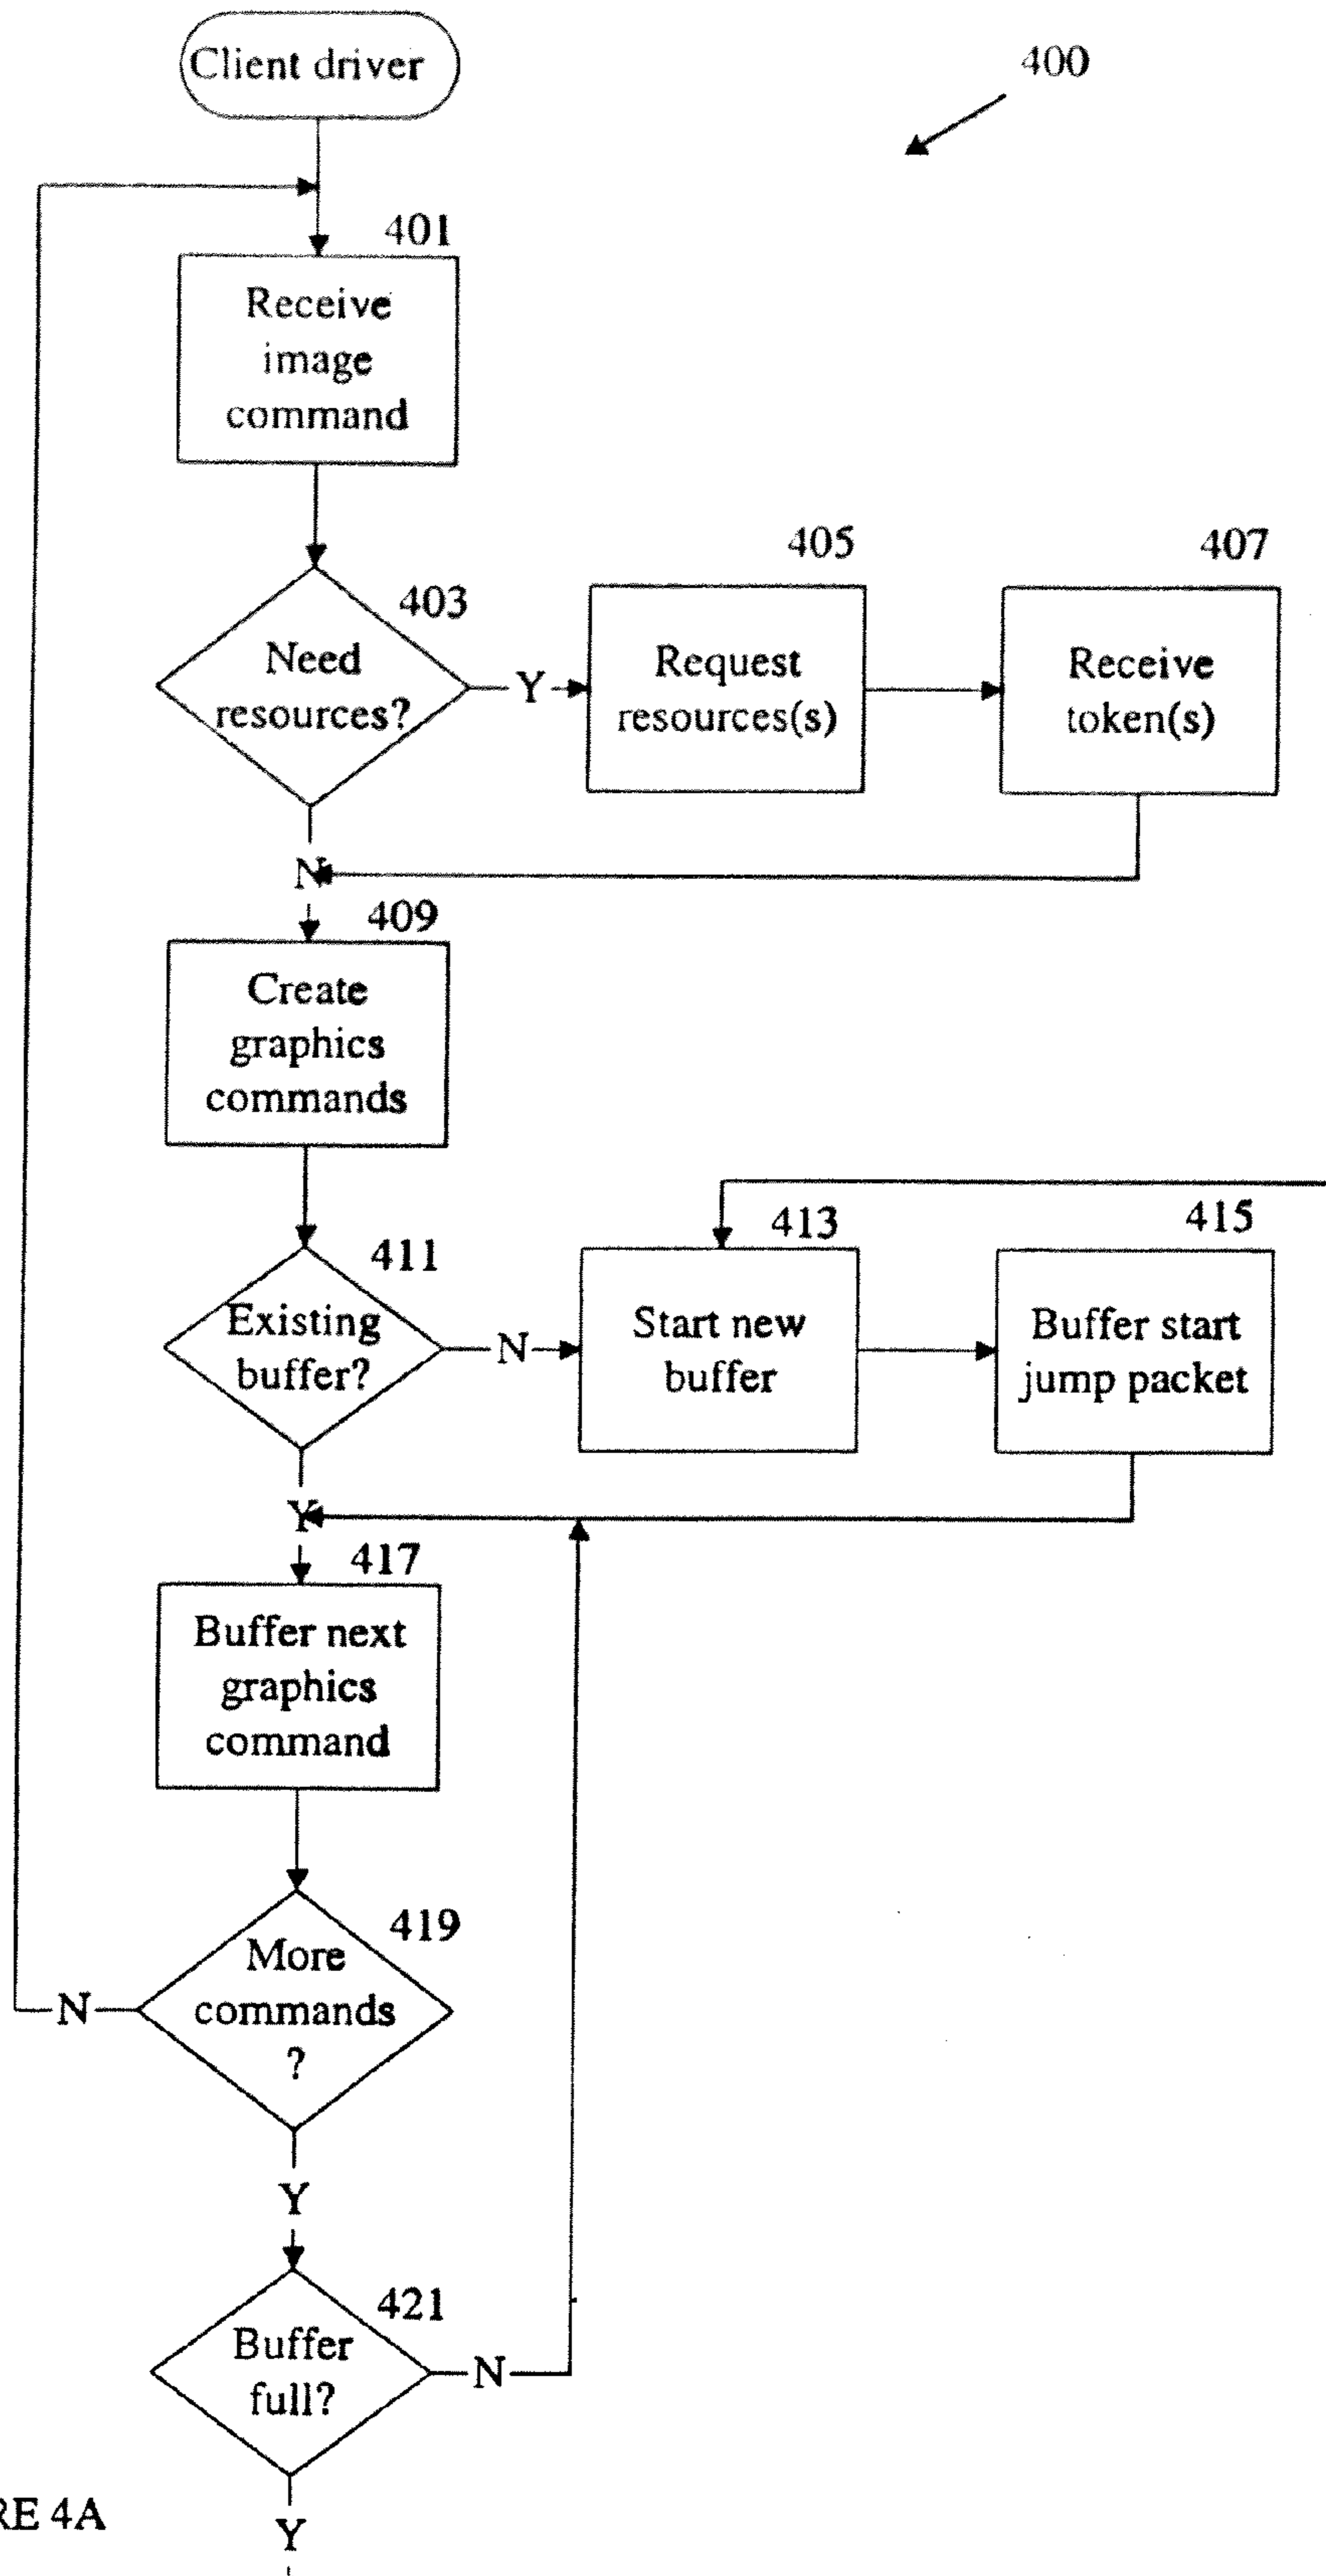 Client driver
400
401
Receive
image
command
403
Need
resources?
Y
405
Request
resources(s)
407
Receive
token(s)
N
409
Create
graphics
commands
411
Existing
buffer?
N
413
Start new
buffer
415
Buffer start
jump packet
Y
417
Buffer next
graphics
command
419
More
commands
?
N
Y
421
Buffer
full?
N
Y
RE 4A